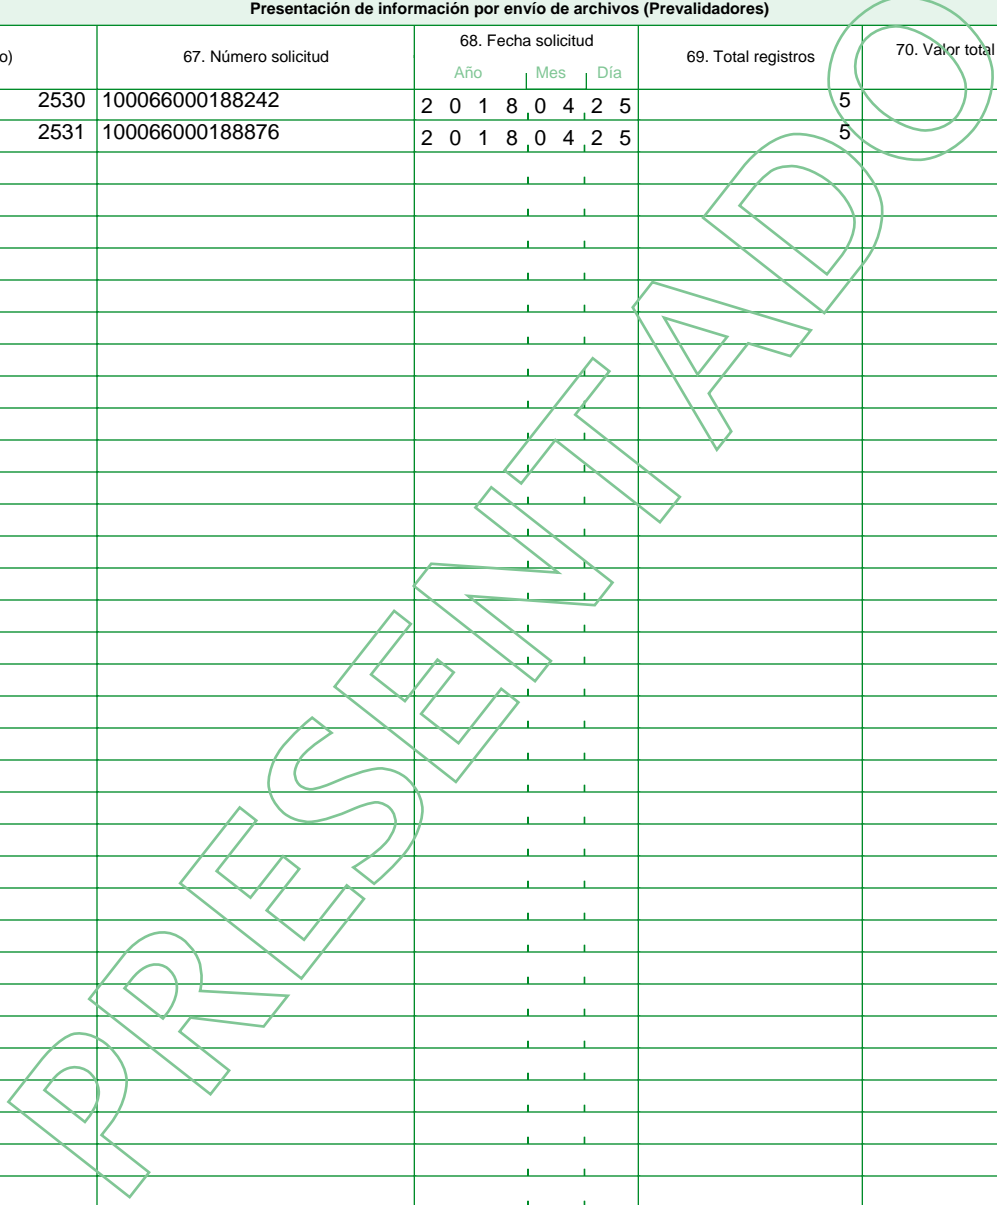 Presentación de información por envío de archivos (Prevalidadores)
o) 67. Número solicitud 68. Fecha solicitud 69. Total registros 70. Valor total
Año Mes Día
2530 100066000188242 2 0 1 8 0 4 2 5 5
2531 100066000188876 2 0 1 8 0 4 2 5 5
PRESENTADO